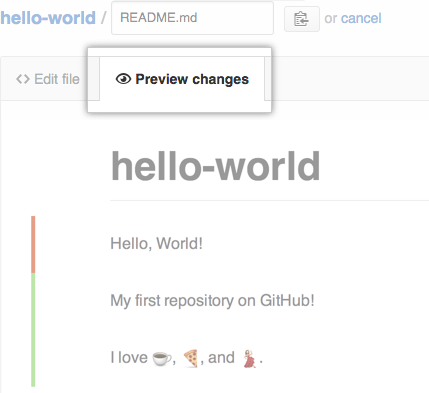 hello-world / README.md or cancel
<> Edit file Preview changes
hello-world
Hello, World!
My first repository on GitHub!
I love ☕, 🍕, and 💃.